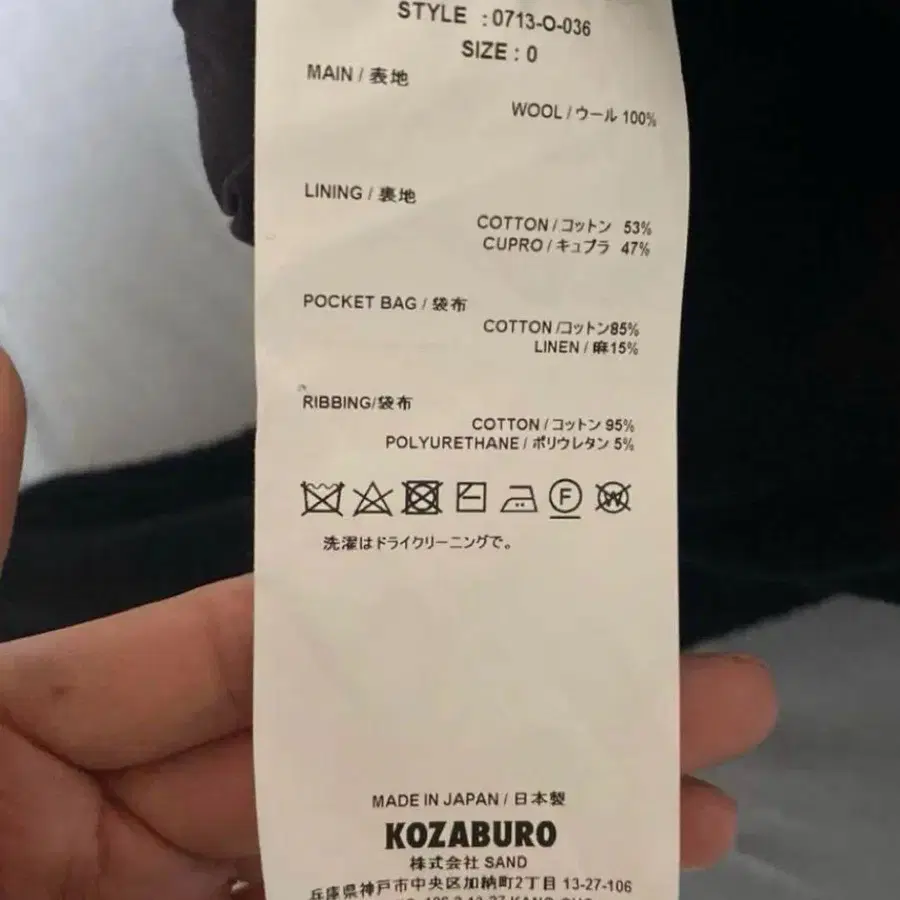 STYLE : 0713-O-036
SIZE : 0
MAIN / 表地
WOOL / ウール 100%
LINING / 裏地
COTTON / コットン 53%
CUPRO / キュプラ 47%
POCKET BAG / 袋布
COTTON /コットン85%
LINEN / 麻15%
RIBBING/袋布
COTTON / コットン 95%
POLYURETHANE / ポリウレタン 5%
F W
洗濯はドライクリーニングで。
MADE IN JAPAN / 日本製
KOZABURO
株式会社 SAND
兵庫県神戸市中央区加納町2丁目 13-27-106